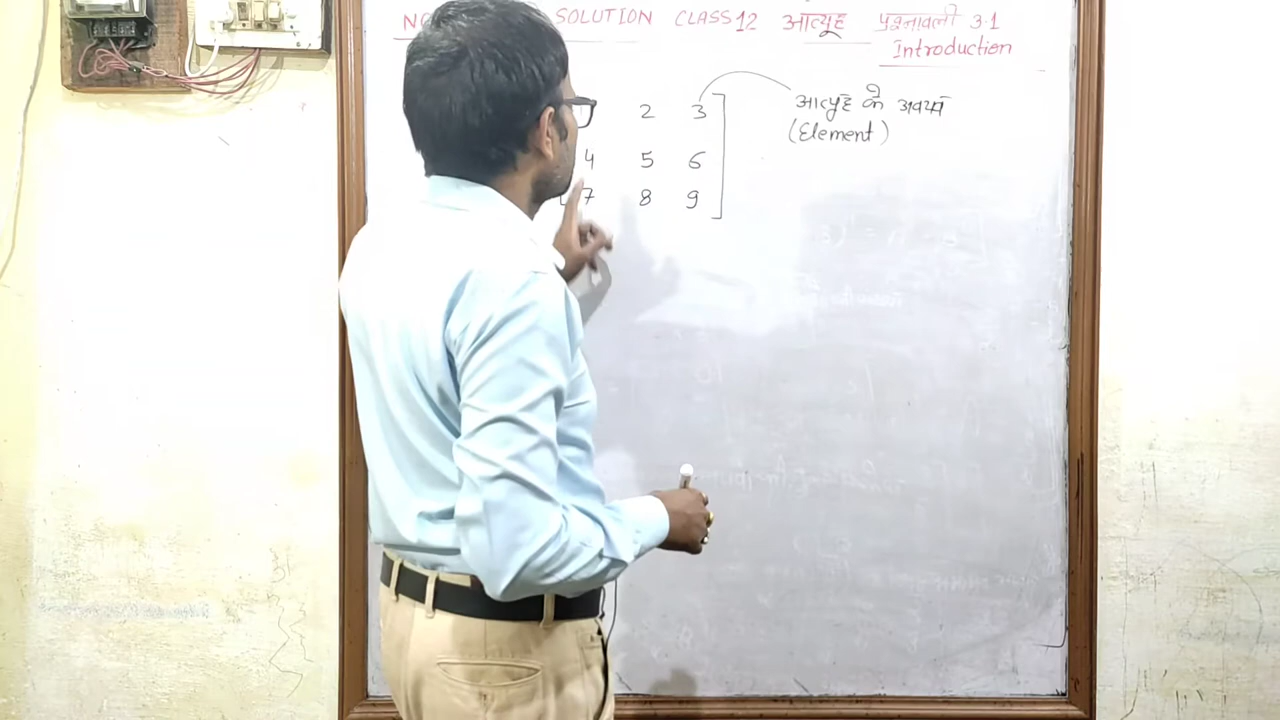 SOLUTION CLASS 12 आव्यूह प्रश्नावली 3.1
Introduction
2 3
4 5 6
7 8 9
आव्यूह के अवयव
(Element)